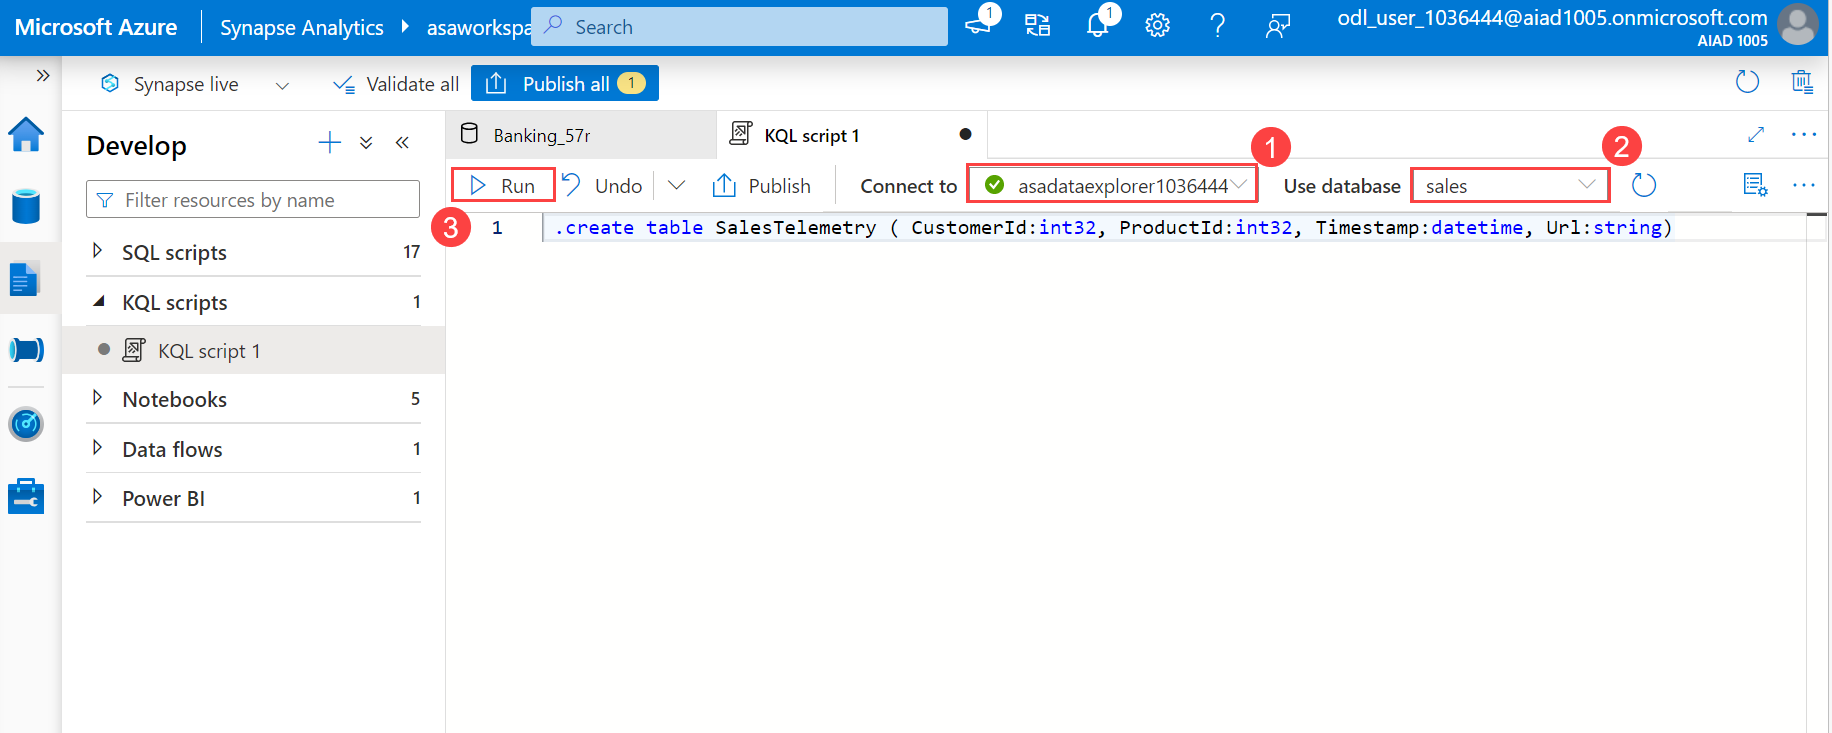 Microsoft Azure
Synapse Analytics
asaworkspa
Search
1
1
odl_user_1036444@aiad1005.onmicrosoft.com
AIAD 1005
Synapse live
Validate all
Publish all 1
Develop
Filter resources by name
SQL scripts 17
KQL scripts 1
KQL script 1
Notebooks 5
Data flows 1
Power BI 1
Banking_57r
KQL script 1
1
2
Run
Undo
Publish
Connect to
asadataexplorer1036444
Use database
sales
3
1 .create table SalesTelemetry ( CustomerId:int32, ProductId:int32, Timestamp:datetime, Url:string)